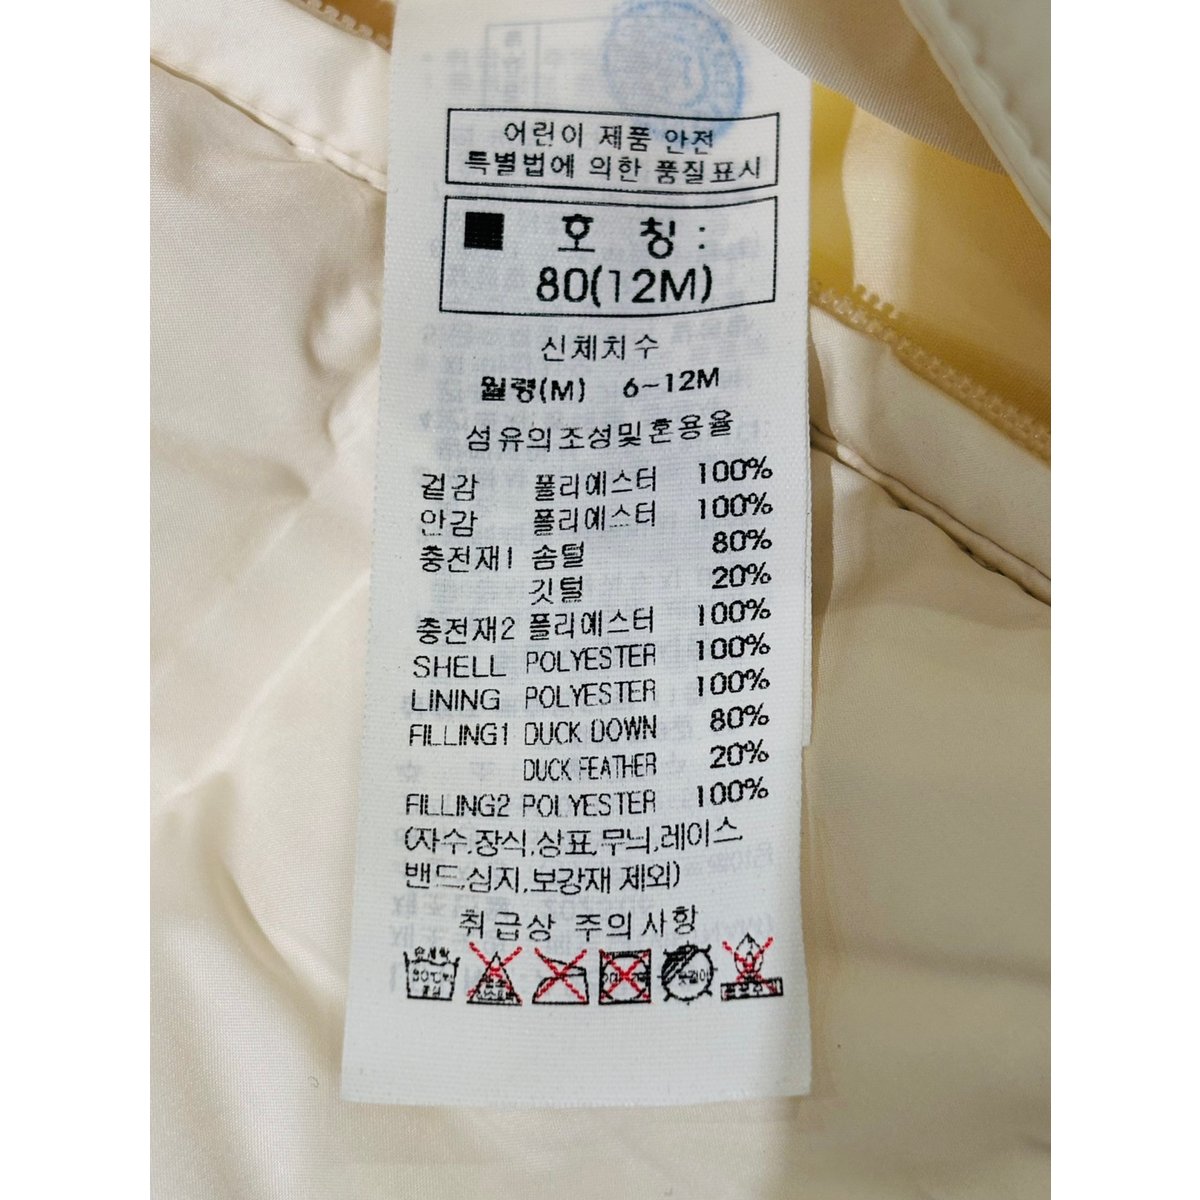 어린이 제품 안전
특별법에 의한 품질표시
■ 호 칭 :
80(12M)
신체치수
월령(M) 6~12M
섬유의조성및혼용율
겉감 폴리에스터 100%
안감 폴리에스터 100%
충전재1 솜털 80%
깃털 20%
충전재2 폴리에스터 100%
SHELL POLYESTER 100%
LINING POLYESTER 100%
FILLING1 DUCK DOWN 80%
DUCK FEATHER 20%
FILLING2 POLYESTER 100%
(자수,장식,상표,무늬,레이스,
밴드,심지,보강재 제외)
취급상 주의사항